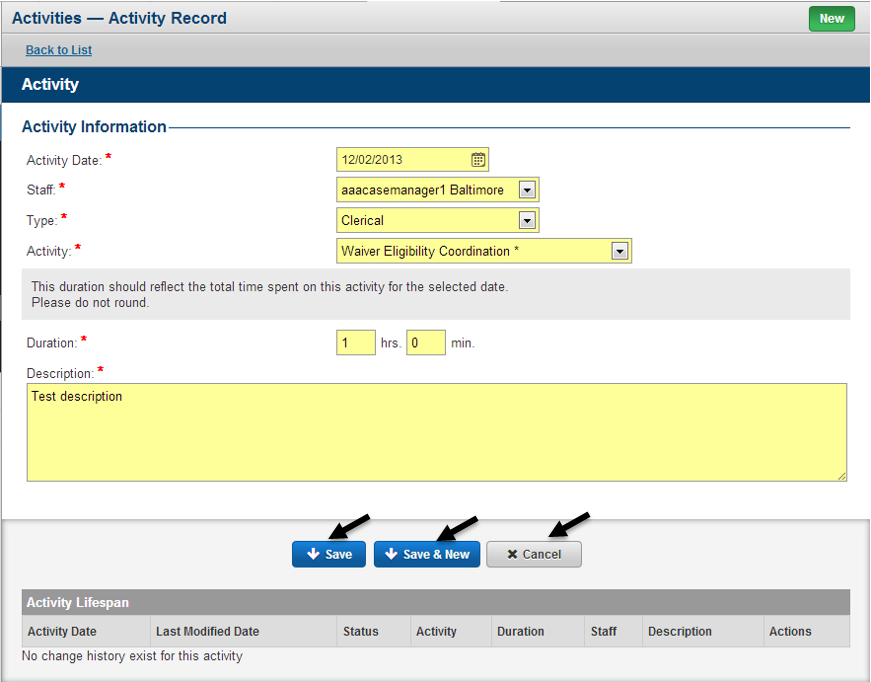 Activities — Activity Record
New
Back to List
Activity
Activity Information
Activity Date: *
12/02/2013
Staff: *
aaacasemanager1 Baltimore
Type: *
Clerical
Activity: *
Waiver Eligibility Coordination *
This duration should reflect the total time spent on this activity for the selected date.
Please do not round.
Duration: *
1 hrs. 0 min.
Description: *
Test description
Save
Save & New
Cancel
Activity Lifespan
Activity Date Last Modified Date Status Activity Duration Staff Description Actions
No change history exist for this activity